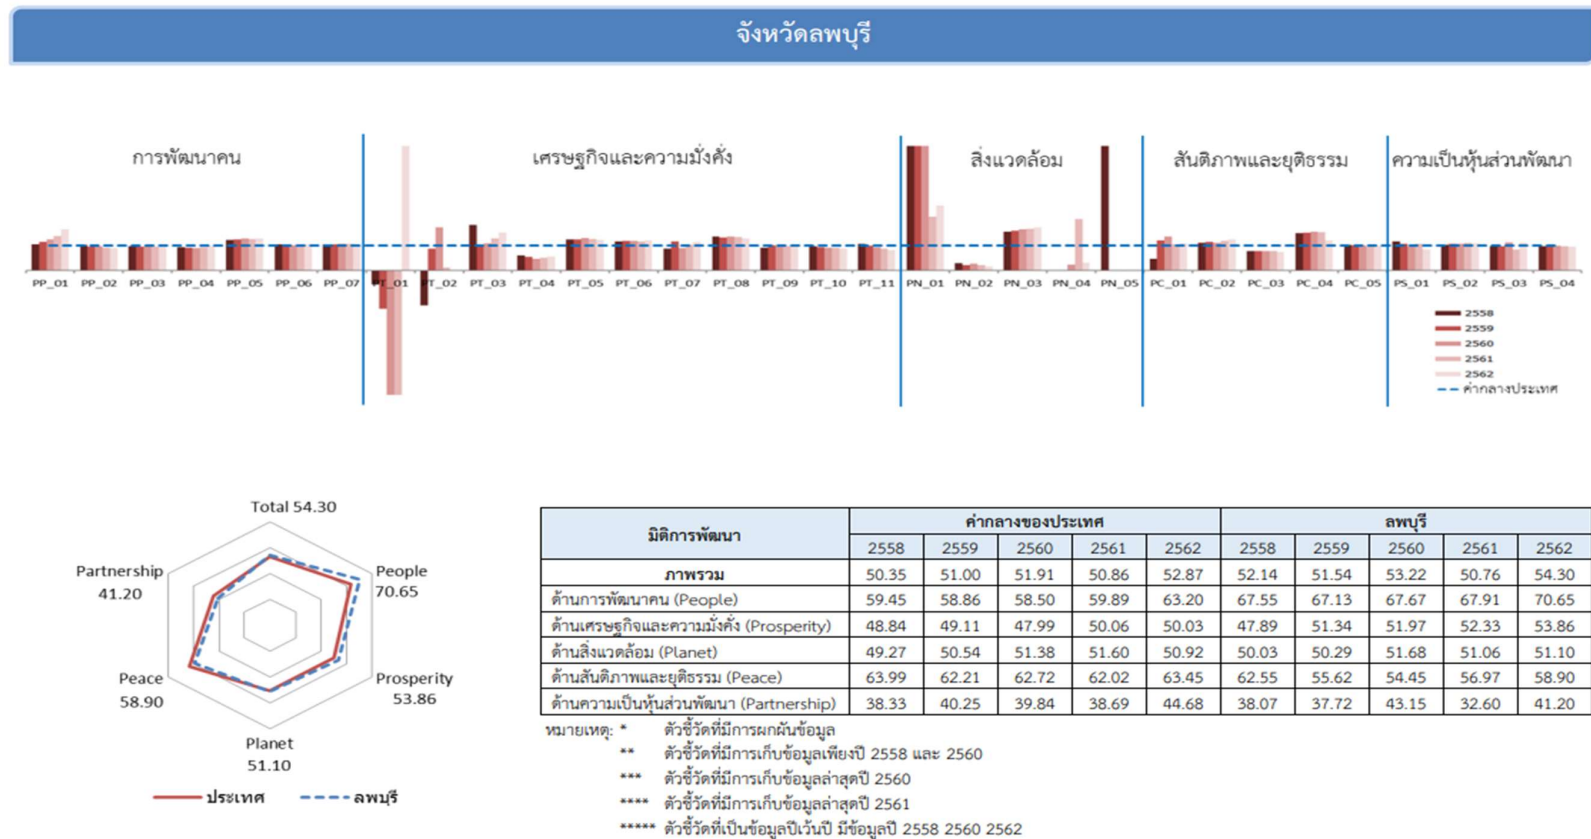 จังหวัดลพบุรี
การพัฒนาคน เศรษฐกิจและความมั่งคั่ง สิ่งแวดล้อม สันติภาพและยุติธรรม ความเป็นหุ้นส่วนพัฒนา
PP_01 PP_02 PP_03 PP_04 PP_05 PP_06 PP_07 PT_01 PT_02 PT_03 PT_04 PT_05 PT_06 PT_07 PT_08 PT_09 PT_10 PT_11 PN_01 PN_02 PN_03 PN_04 PN_05 PC_01 PC_02 PC_03 PC_04 PC_05 PS_01 PS_02 PS_03 PS_04
2558
2559
2560
2561
2562
ค่ากลางประเทศ
Total 54.30
People
70.65
Prosperity
53.86
Planet
51.10
Peace
58.90
Partnership
41.20
ประเทศ ลพบุรี
มิติการพัฒนา ค่ากลางของประเทศ ลพบุรี
2558 2559 2560 2561 2562 2558 2559 2560 2561 2562
ภาพรวม 50.35 51.00 51.91 50.86 52.87 52.14 51.54 53.22 50.76 54.30
ด้านการพัฒนาคน (People) 59.45 58.86 58.50 59.89 63.20 67.55 67.13 67.67 67.91 70.65
ด้านเศรษฐกิจและความมั่งคั่ง (Prosperity) 48.84 49.11 47.99 50.06 50.03 47.89 51.34 51.97 52.33 53.86
ด้านสิ่งแวดล้อม (Planet) 49.27 50.54 51.38 51.60 50.92 50.03 50.29 51.68 51.06 51.10
ด้านสันติภาพและยุติธรรม (Peace) 63.99 62.21 62.72 62.02 63.45 62.55 55.62 54.45 56.97 58.90
ด้านความเป็นหุ้นส่วนพัฒนา (Partnership) 38.33 40.25 39.84 38.69 44.68 38.07 37.72 43.15 32.60 41.20
หมายเหตุ: * ตัวชี้วัดที่มีการผกผันข้อมูล
** ตัวชี้วัดที่มีการเก็บข้อมูลเพียงปี 2558 และ 2560
*** ตัวชี้วัดที่มีการเก็บข้อมูลล่าสุดปี 2560
**** ตัวชี้วัดที่มีการเก็บข้อมูลล่าสุดปี 2561
***** ตัวชี้วัดที่เป็นข้อมูลปีเว้นปี มีข้อมูลปี 2558 2560 2562